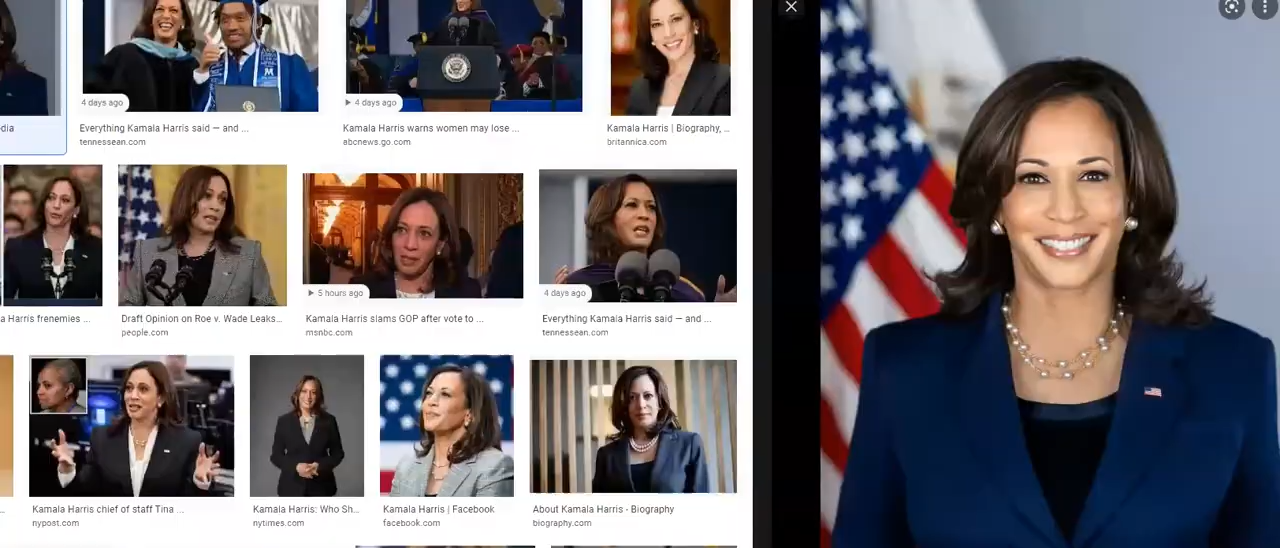 4 days ago
4 days ago
dia
Everything Kamala Harris said — and ...
tennessean.com
Kamala Harris warns women may lose ...
abcnews.go.com
Kamala Harris | Biography, ...
britannica.com
5 hours ago
4 days ago
a Harris frenemies ...
Draft Opinion on Roe v. Wade Leaks...
people.com
Kamala Harris slams GOP after vote to ...
msnbc.com
Everything Kamala Harris said — and ...
tennessean.com
...
Kamala Harris chief of staff Tina ...
nypost.com
Kamala Harris: Who Sh...
nytimes.com
Kamala Harris | Facebook
facebook.com
About Kamala Harris - Biography
biography.com